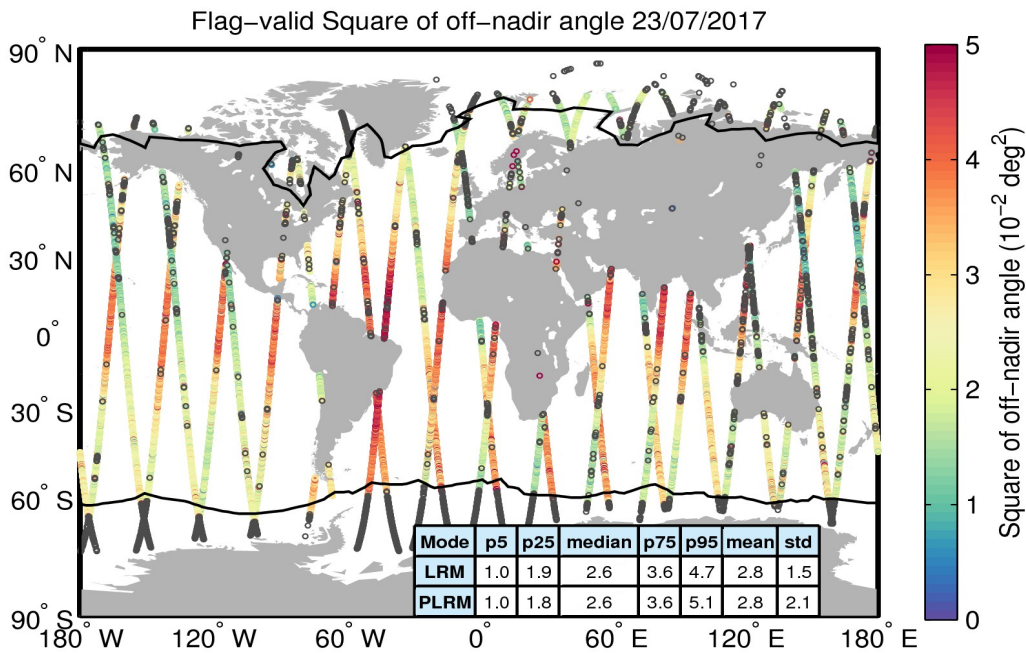 Flag−valid Square of off−nadir angle 23/07/2017
90° N
60° N
30° N
0°
30° S
60° S
90° S
180° W
120° W
60° W
0°
60° E
120° E
180° E
Mode p5 p25 median p75 p95 mean std
LRM 1.0 1.9 2.6 3.6 4.7 2.8 1.5
PLRM 1.0 1.8 2.6 3.6 5.1 2.8 2.1
5
4
3
2
1
0
Square of off−nadir angle (10⁻² deg²)